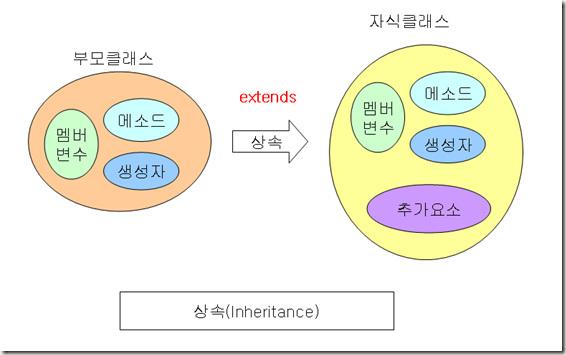 부모클래스
멤버
변수
메소드
생성자
extends
상속
자식클래스
멤버
변수
메소드
생성자
추가요소
상속(Inheritance)